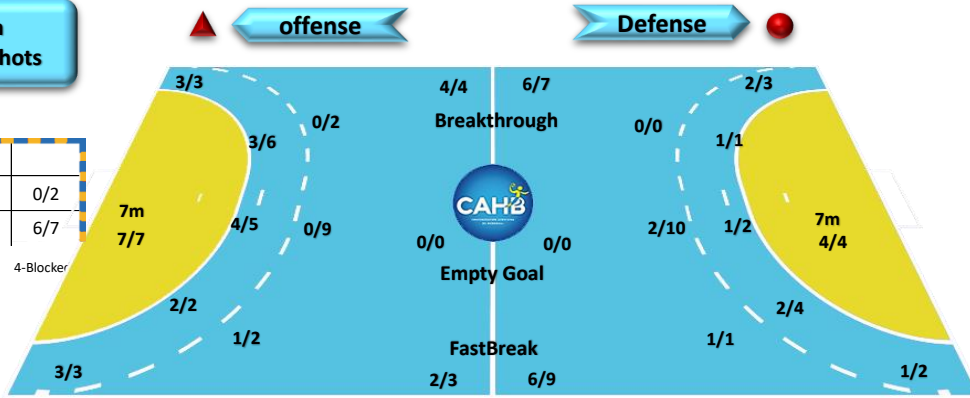 offense
Defense
hots
0/2
6/7
3/3
4/4 6/7
2/3
Breakthrough
0/2
0/0
3/6
1/1
CAHB
7m
7/7
4/5
0/9
2/10
1/2
7m
4/4
0/0 0/0
Empty Goal
4-Blocked
2/2
2/4
1/2
1/1
FastBreak
3/3
2/3 6/9
1/2